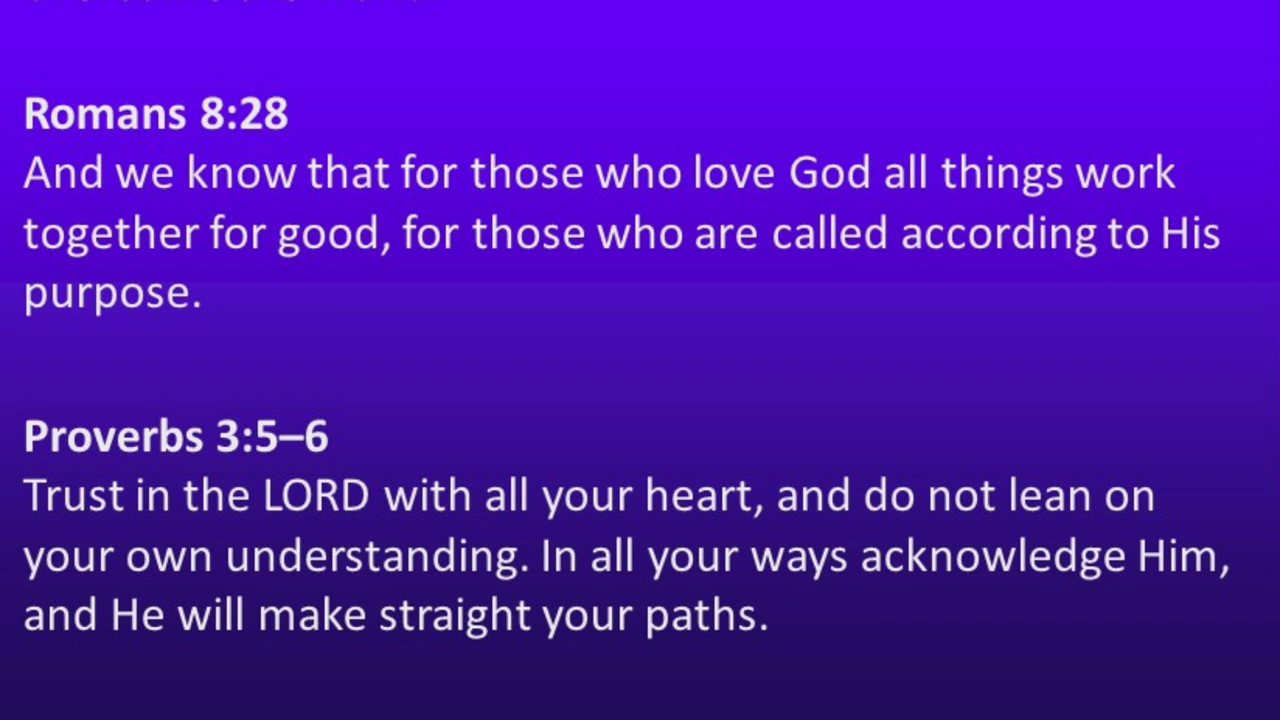 Romans 8:28
And we know that for those who love God all things work
together for good, for those who are called according to His
purpose.
Proverbs 3:5–6
Trust in the LORD with all your heart, and do not lean on
your own understanding. In all your ways acknowledge Him,
and He will make straight your paths.